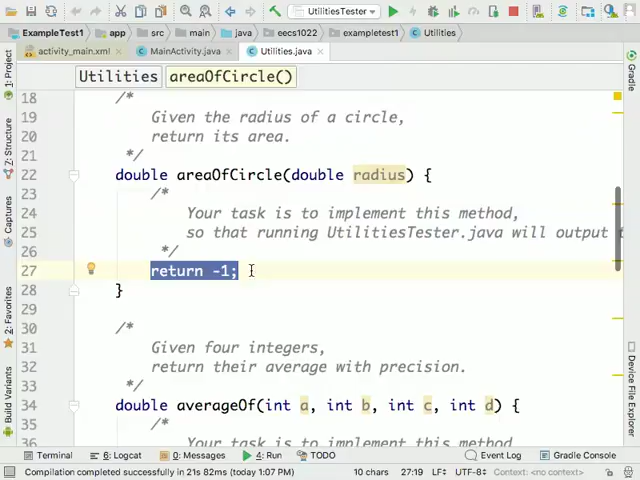 UtilitiesTester
ExampleTest1 app src main java eecs1022 exampletest1 Utilities
activity_main.xml MainActivity.java Utilities.java
Utilities areaOfCircle()
1: Project
7: Structure
Captures
2: Favorites
Build Variants
18 /*
19 Given the radius of a circle,
20 return its area.
21 */
22 double areaOfCircle(double radius) {
23 /*
24 Your task is to implement this method,
25 so that running UtilitiesTester.java will output
26 */
27 return -1;
28 }
29
30 /*
31 Given four integers,
32 return their average with precision.
33 */
34 double averageOf(int a, int b, int c, int d) {
35 /*
36 Your task is to implement this method
Gradle
Device File Explorer
Terminal 6: Logcat 0: Messages 4: Run TODO Event Log Gradle Console
Compilation completed successfully in 21s 82ms (today 1:07 PM) 10 chars 27:19 LF÷ UTF-8÷ Context: <no context>